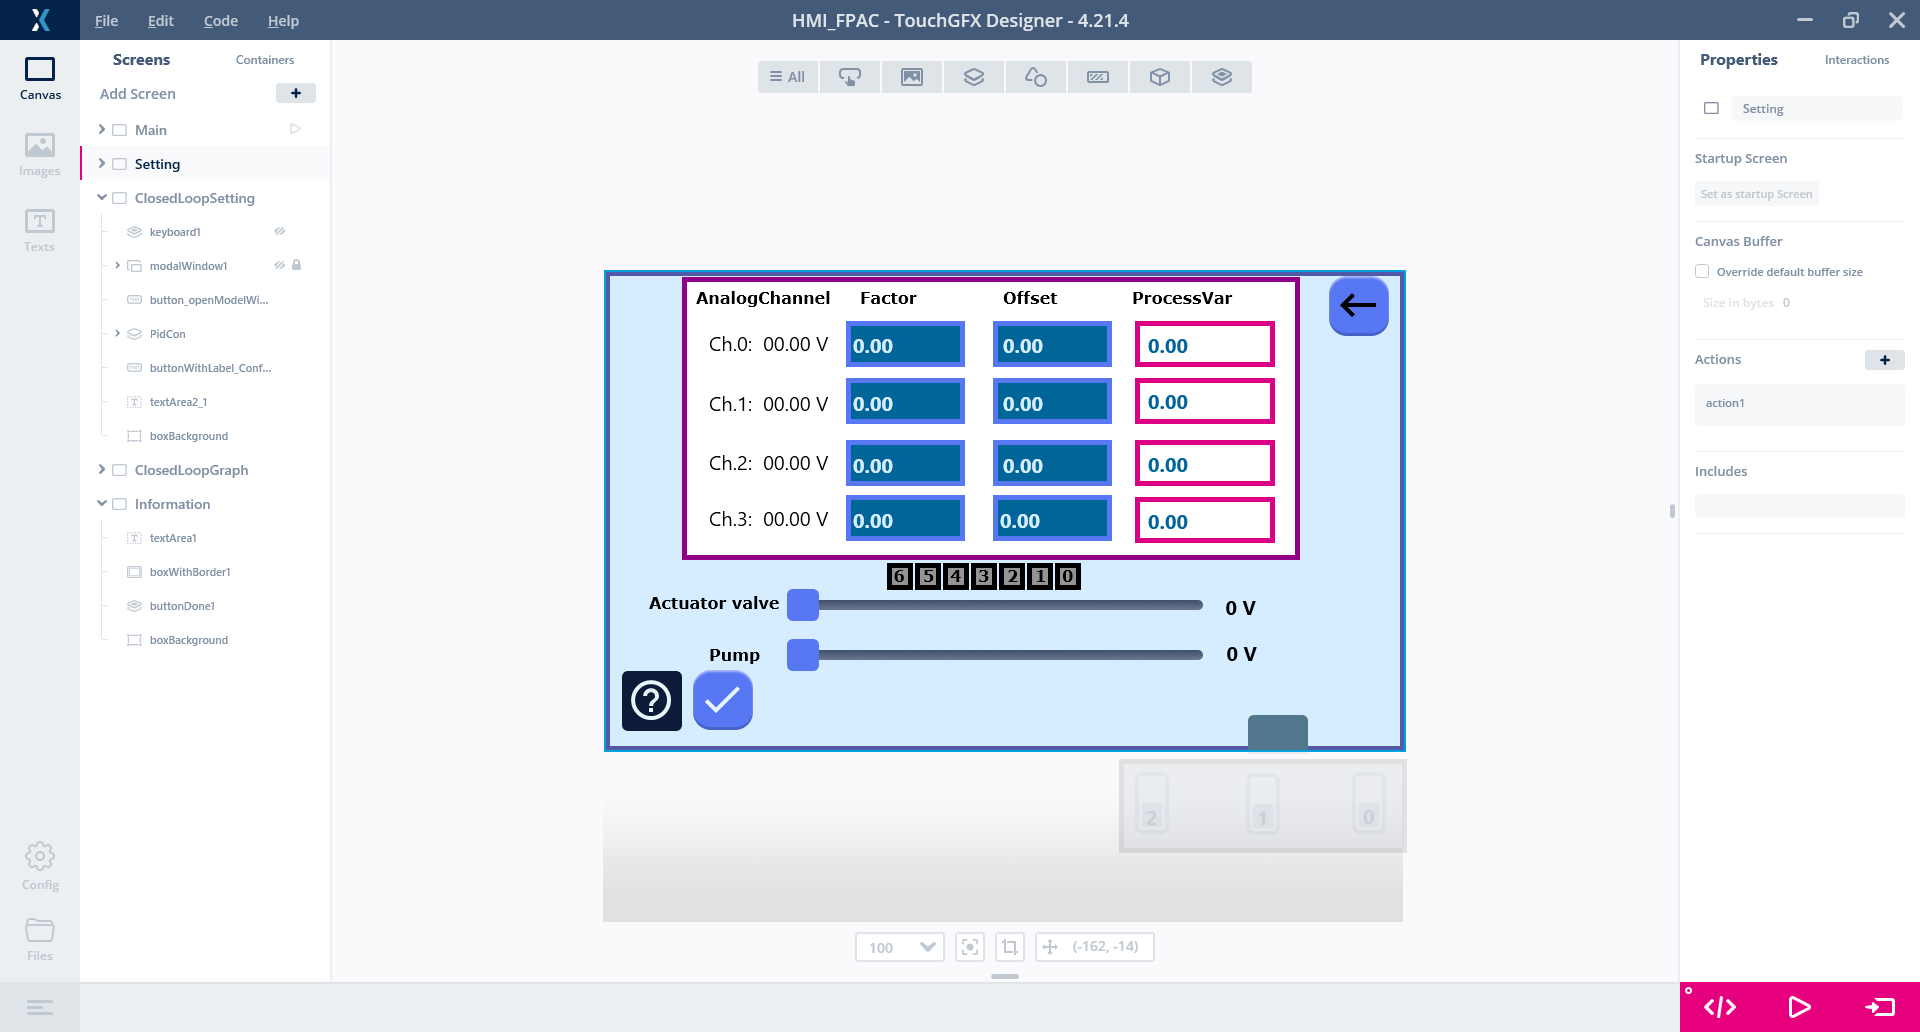 File Edit Code Help
HMI_FPAC - TouchGFX Designer - 4.21.4
Canvas
Images
Texts
Config
Files
Screens Containers
Add Screen
Main
Setting
ClosedLoopSetting
keyboard1
modalWindow1
button_openModelWi...
PidCon
buttonWithLabel_Conf...
textArea2_1
boxBackground
ClosedLoopGraph
Information
textArea1
boxWithBorder1
buttonDone1
boxBackground
All
AnalogChannel Factor Offset ProcessVar
Ch.0: 00.00 V 0.00 0.00 0.00
Ch.1: 00.00 V 0.00 0.00 0.00
Ch.2: 00.00 V 0.00 0.00 0.00
Ch.3: 00.00 V 0.00 0.00 0.00
6 5 4 3 2 1 0
Actuator valve 0 V
Pump 0 V
2 1 0
100 (-162, -14)
Properties Interactions
Setting
Startup Screen
Set as startup Screen
Canvas Buffer
Override default buffer size
Size in bytes 0
Actions
action1
Includes